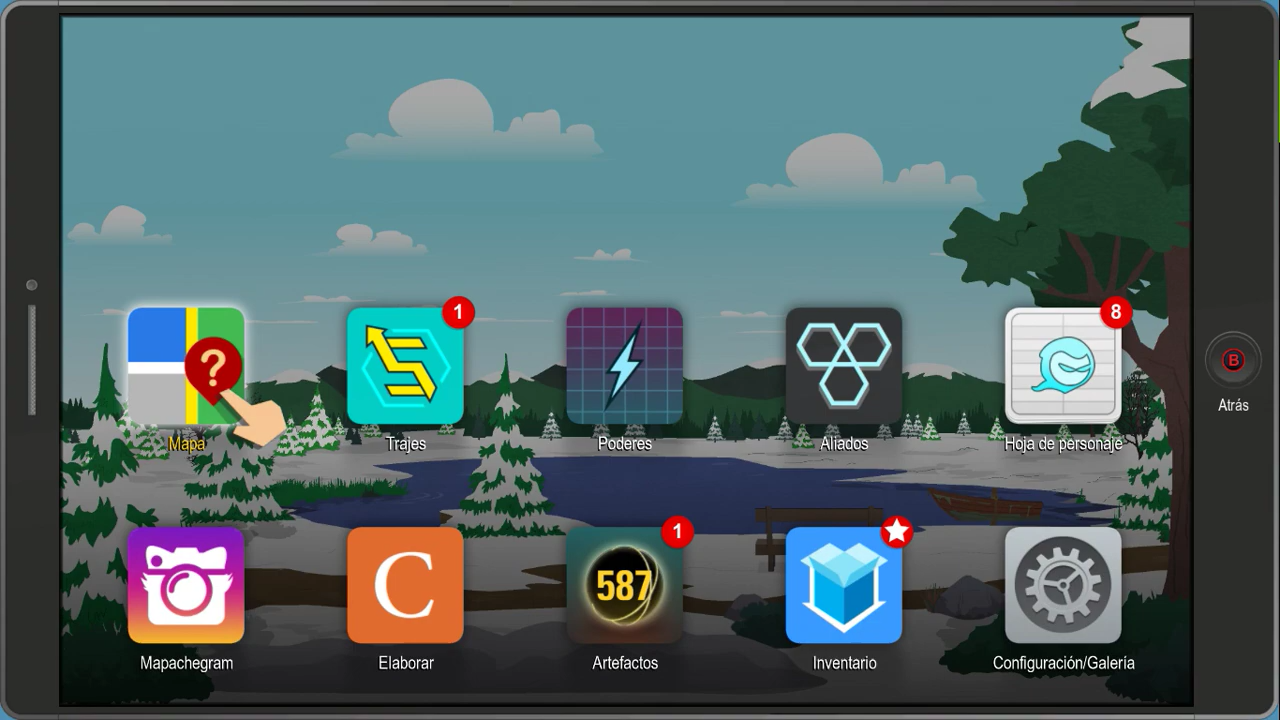 ?
1
8
Mapa
Trajes
Poderes
Aliados
Hoja de personaje
B
Atrás
1
C
587
Mapachegram
Elaborar
Artefactos
Inventario
Configuración/Galería